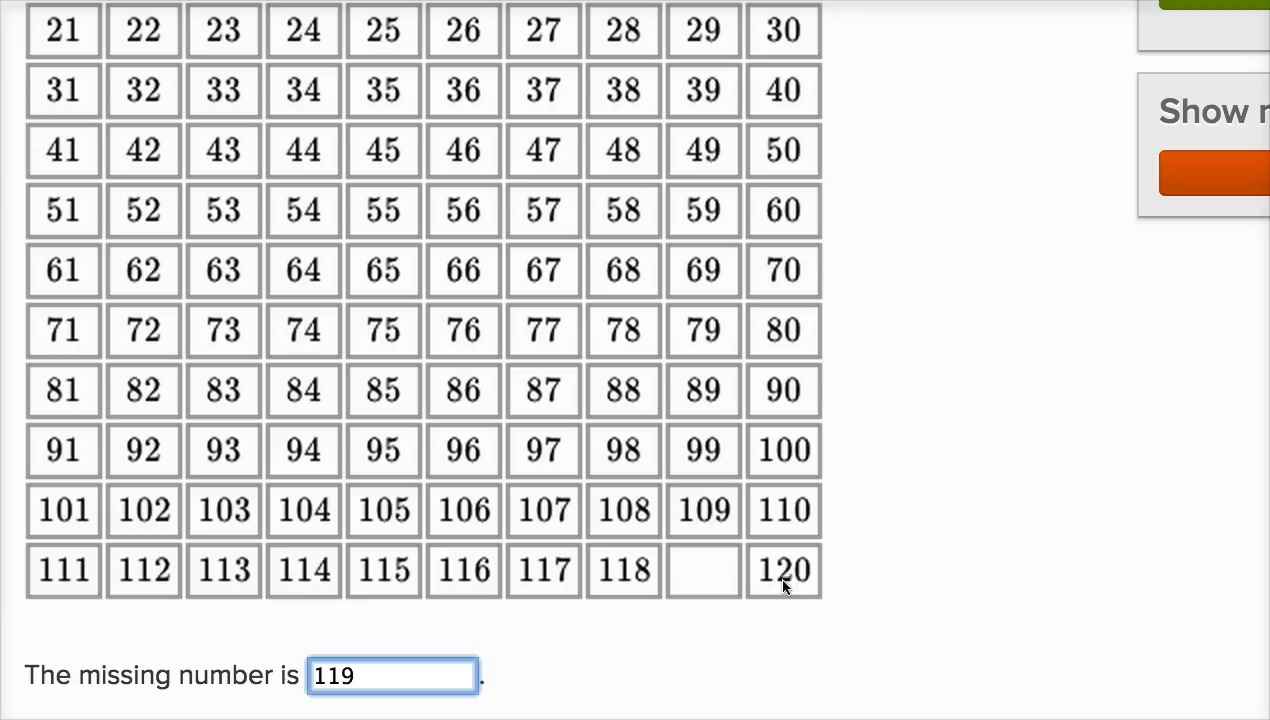 21 22 23 24 25 26 27 28 29 30
31 32 33 34 35 36 37 38 39 40
Show
41 42 43 44 45 46 47 48 49 50
51 52 53 54 55 56 57 58 59 60
61 62 63 64 65 66 67 68 69 70
71 72 73 74 75 76 77 78 79 80
81 82 83 84 85 86 87 88 89 90
91 92 93 94 95 96 97 98 99 100
101 102 103 104 105 106 107 108 109 110
111 112 113 114 115 116 117 118 120
The missing number is 119.